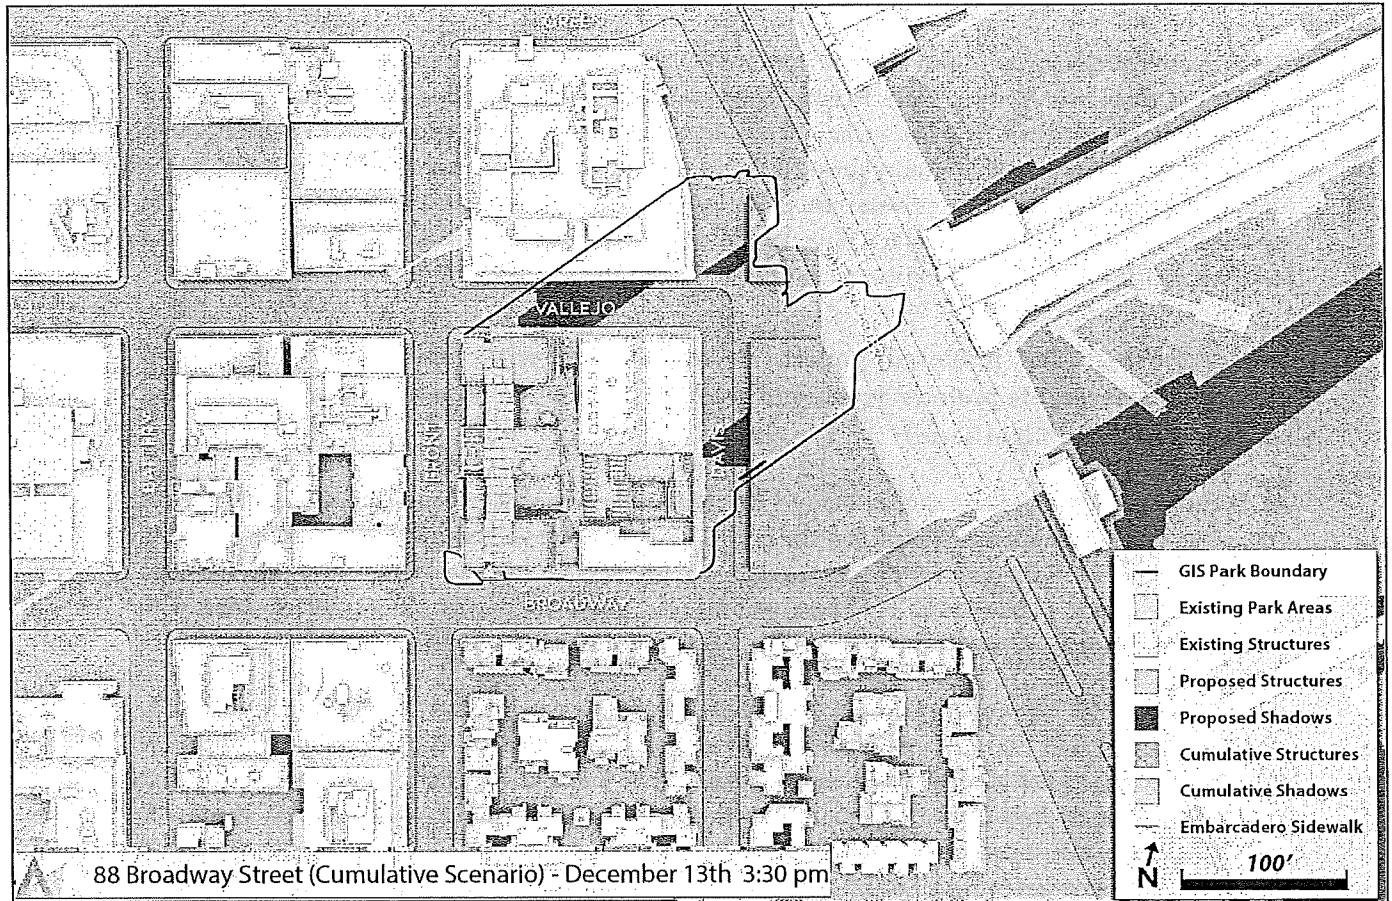 GREEN
VALLEJO
FRONT
DAVIS
BROADWAY
GIS Park Boundary
Existing Park Areas
Existing Structures
Proposed Structures
Proposed Shadows
Cumulative Structures
Cumulative Shadows
Embarcadero Sidewalk
N
100'
88 Broadway Street (Cumulative Scenario) - December 13th 3:30 pm